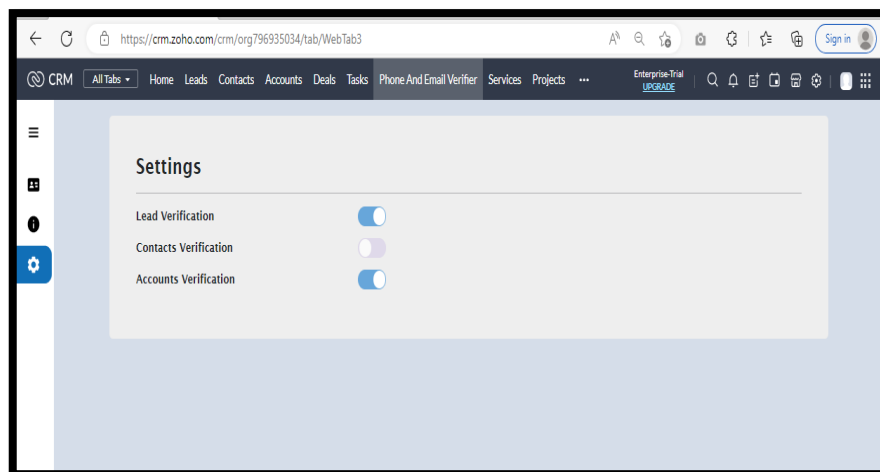 https://crm.zoho.com/crm/org796935034/tab/WebTab3
Sign in
CRM All Tabs Home Leads Contacts Accounts Deals Tasks Phone And Email Verifier Services Projects ••• Enterprise-Trial
UPGRADE
Settings
Lead Verification
Contacts Verification
Accounts Verification